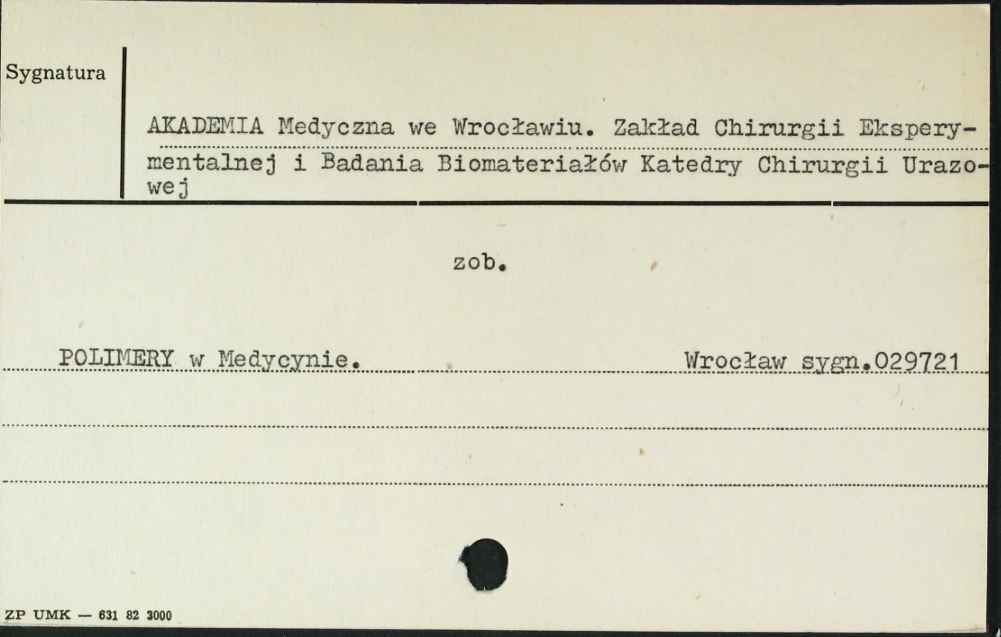 Sygnatura
AKADEMIA Medyczna we Wrocławiu. Zakład Chirurgii Ekspery-
mentalnej i Badania Biomateriałów Katedry Chirurgii Urazo-
wej
zob.
POLIMERY w Medycynie. Wrocław sygn.029721
ZP UMK — 631 82 3000